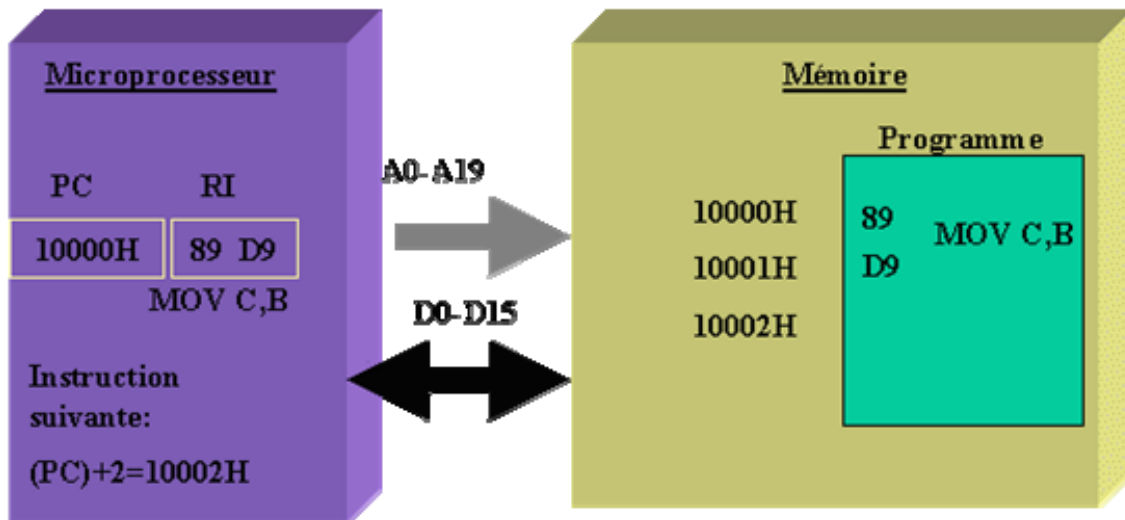 Microprocesseur
PC RI
10000H 89 D9
MOV C,B
Instruction
suivante:
(PC)+2=10002H
A0-A19
D0-D15
Mémoire
Programme
10000H 89 MOV C,B
10001H D9
10002H